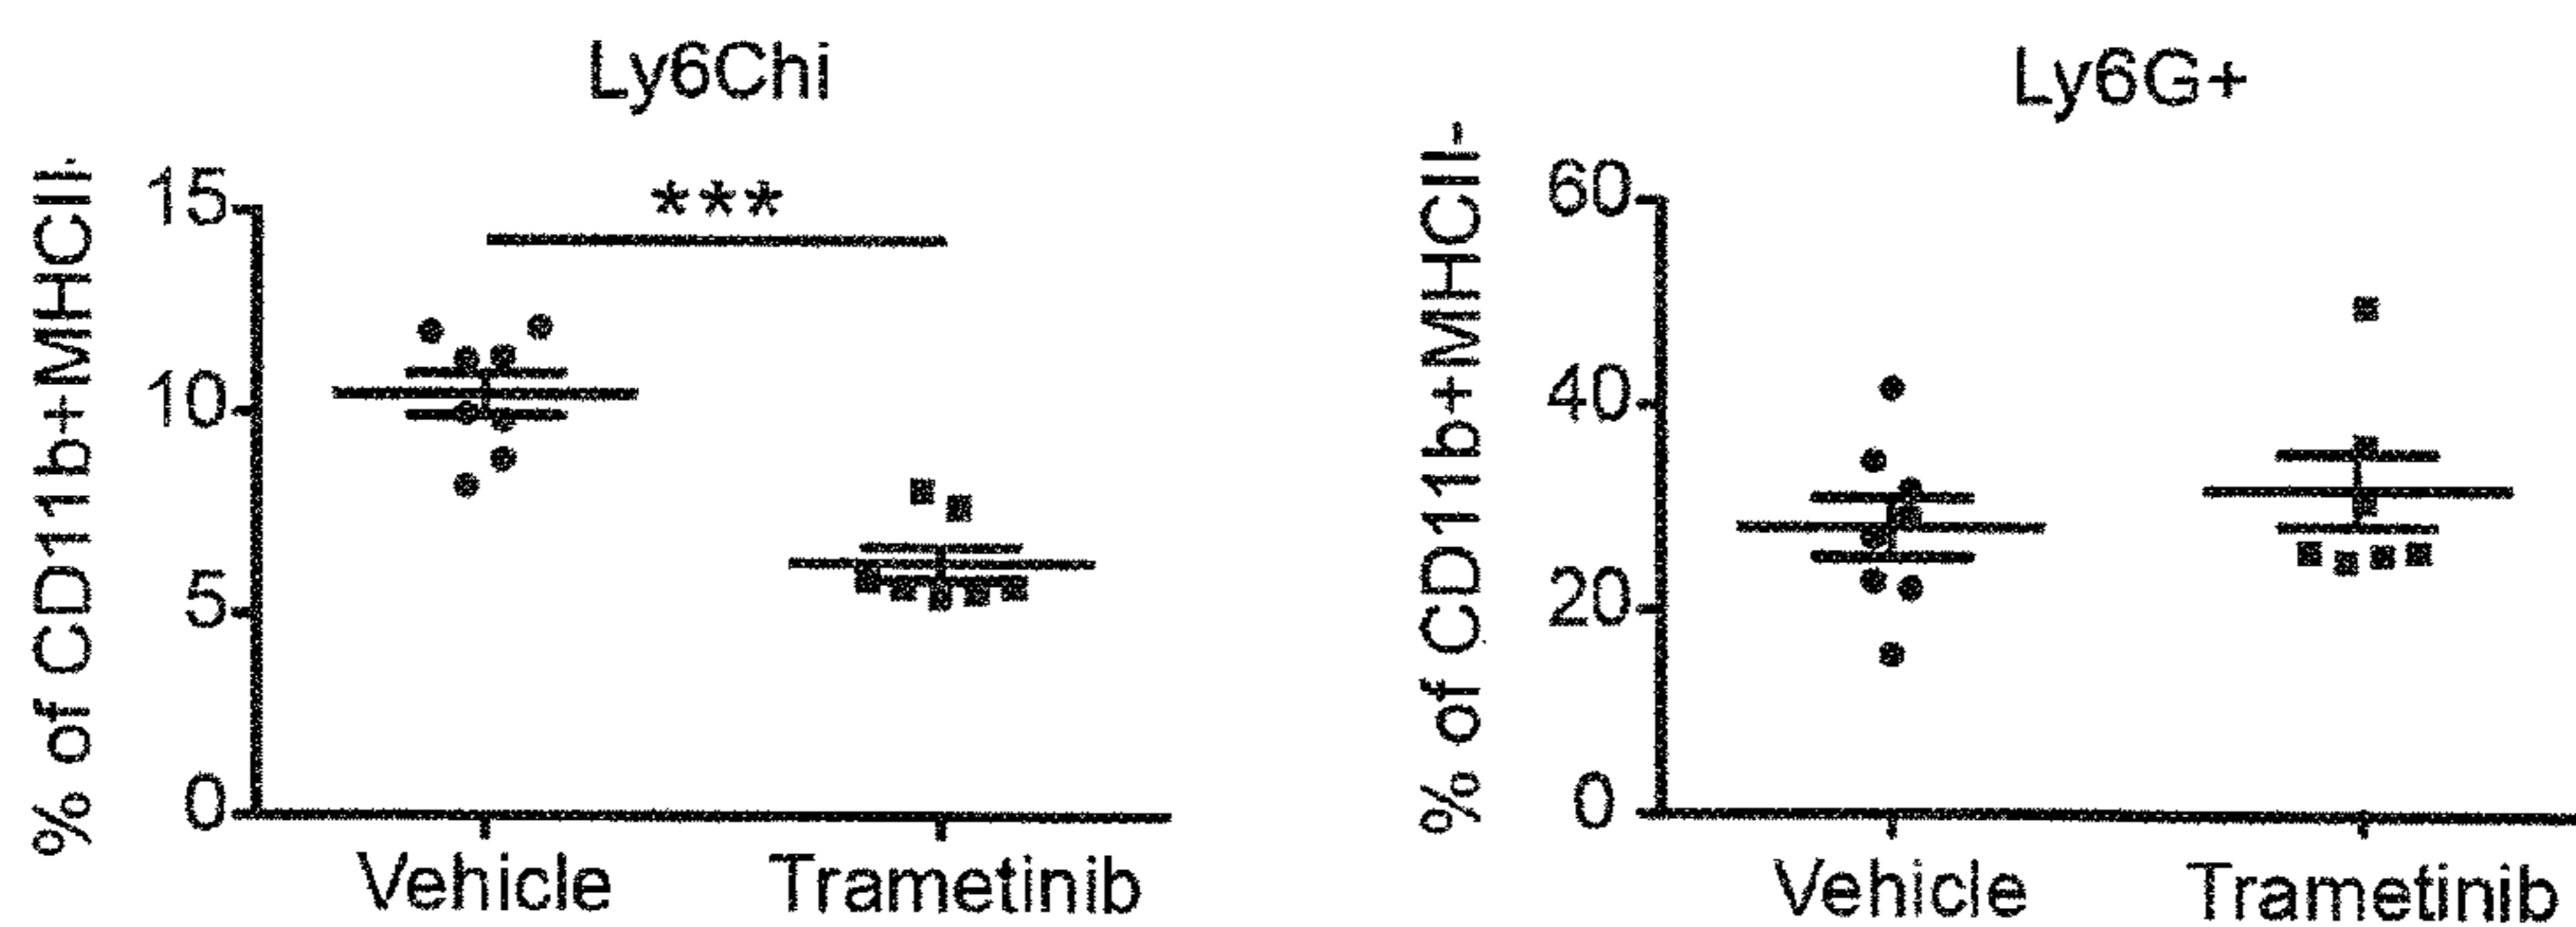 Ly6Chi
% of CD11b+MHCII-
15
10
5
0
***
Vehicle
Trametinib
Ly6G+
% of CD11b+MHCII-
60
40
20
0
Vehicle
Trametinib